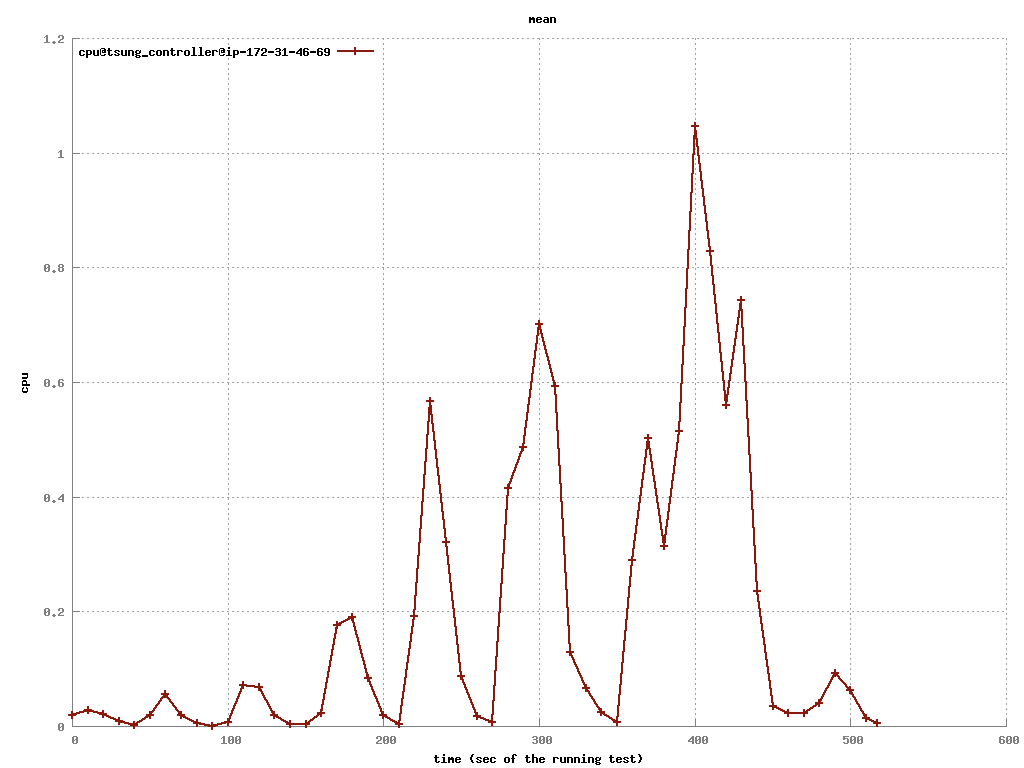 mean
1.2
cpu@tsung_controller@ip-172-31-46-69
1
0.8
0.6
cpu
0.4
0.2
0
0 100 200 300 400 500 600
time (sec of the running test)